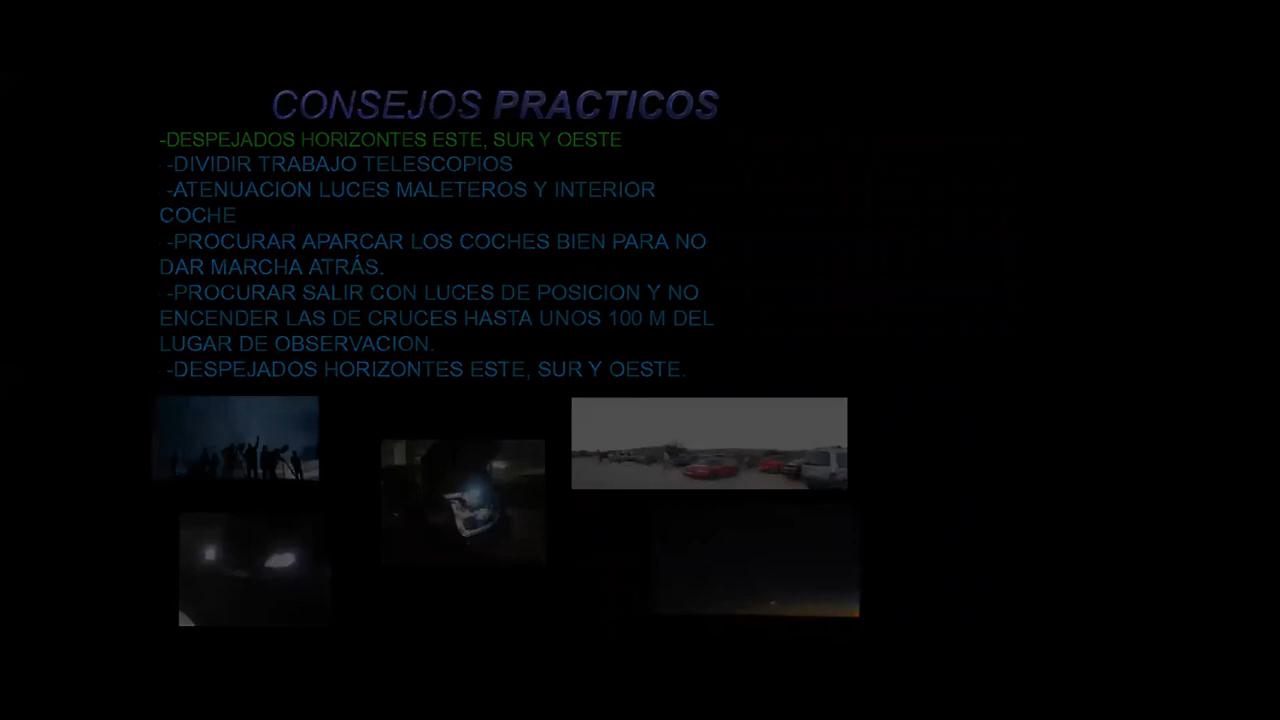 CONSEJOS PRACTICOS
-DESPEJADOS HORIZONTES ESTE, SUR Y OESTE
-DIVIDIR TRABAJO TELESCOPIOS
-ATENUACION LUCES MALETEROS Y INTERIOR
COCHE
-PROCURAR APARCAR LOS COCHES BIEN PARA NO
DAR MARCHA ATRÁS.
-PROCURAR SALIR CON LUCES DE POSICION Y NO
ENCENDER LAS DE CRUCES HASTA UNOS 100 M DEL
LUGAR DE OBSERVACION.
-DESPEJADOS HORIZONTES ESTE, SUR Y OESTE.